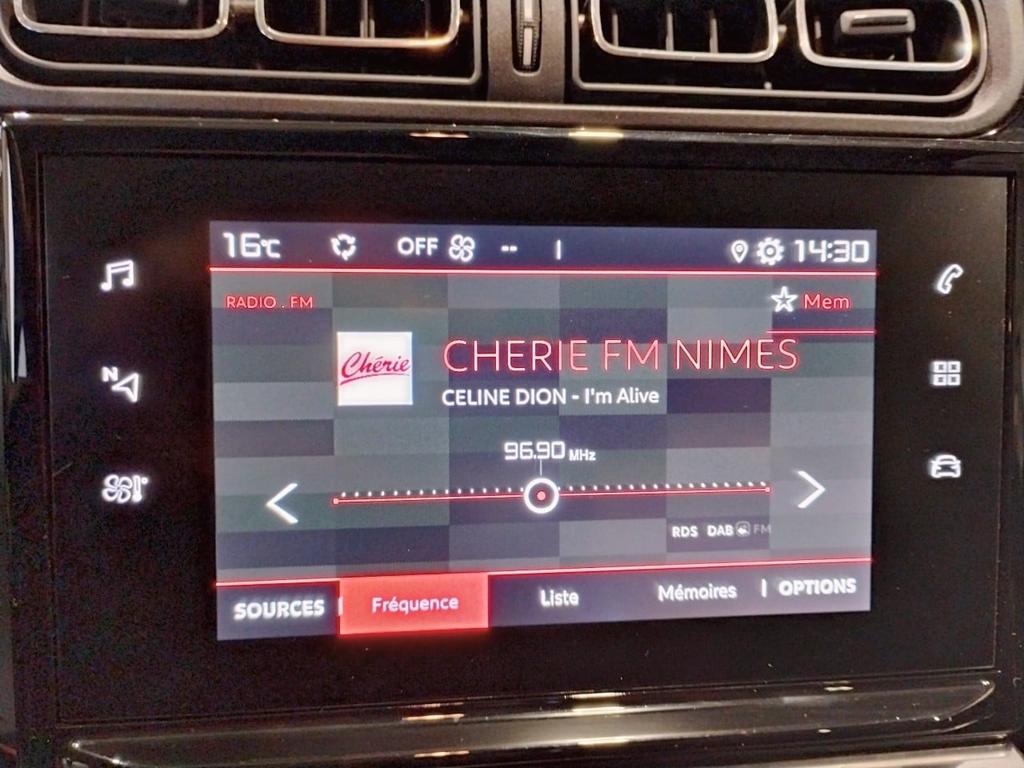 16°C OFF -- 14:30
RADIO . FM
Mem
Chérie
CHERIE FM NIMES
CELINE DION - I'm Alive
96.90 MHz
N
RDS DAB FM
SOURCES Fréquence Liste Mémoires OPTIONS